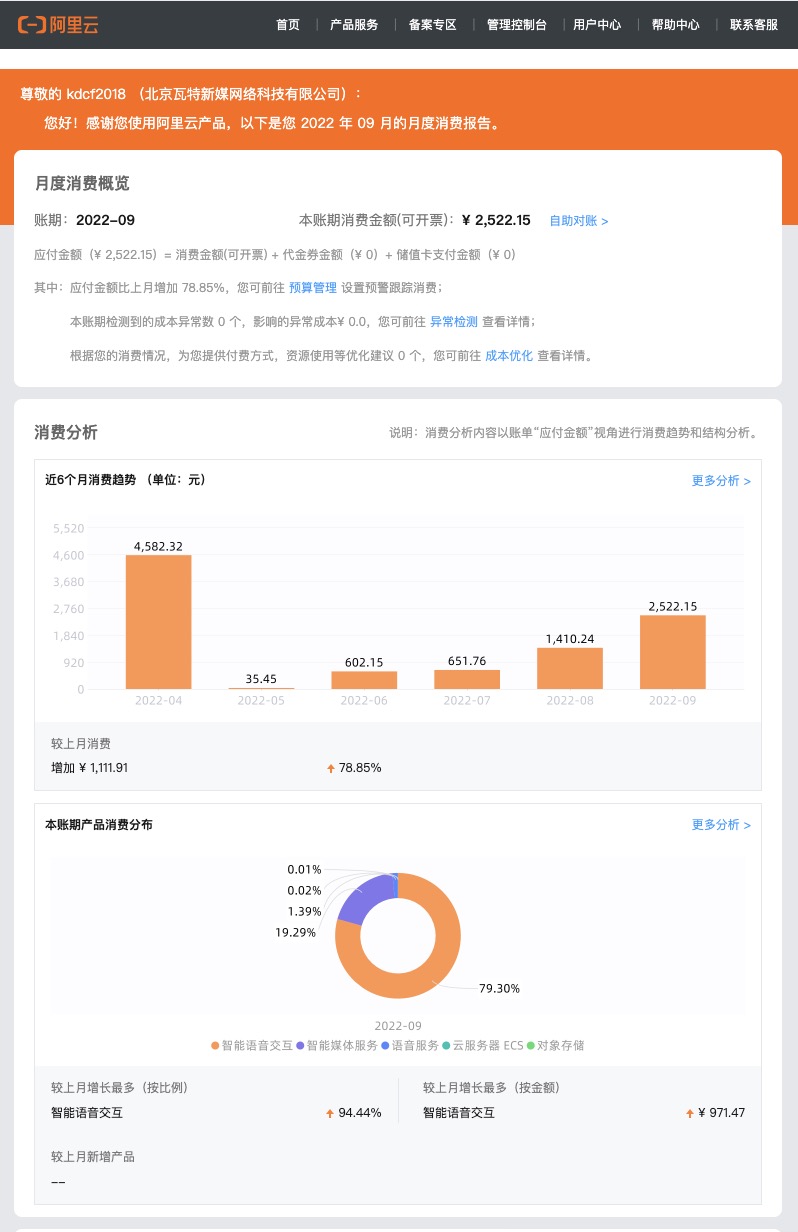 阿里云
首页 | 产品服务 | 备案专区 | 管理控制台 | 用户中心 | 帮助中心 | 联系客服
尊敬的 kdcf2018 （北京瓦特新媒网络科技有限公司）：
您好！感谢您使用阿里云产品，以下是您 2022 年 09 月的月度消费报告。
月度消费概览
账期：2022-09 本账期消费金额(可开票)：¥ 2,522.15 自助对账 >
应付金额（¥ 2,522.15）= 消费金额(可开票) + 代金券金额（¥ 0）+ 储值卡支付金额（¥ 0）
其中：应付金额比上月增加 78.85%，您可前往 预算管理 设置预警跟踪消费；
本账期检测到的成本异常数 0 个，影响的异常成本¥ 0.0，您可前往 异常检测 查看详情；
根据您的消费情况，为您提供付费方式，资源使用等优化建议 0 个，您可前往 成本优化 查看详情。
消费分析 说明：消费分析内容以账单“应付金额”视角进行消费趋势和结构分析。
近6个月消费趋势 （单位：元） 更多分析 >
5,520
4,582.32
4,600
3,680
2,760
2,522.15
1,840
1,410.24
920
602.15
651.76
35.45
0
2022-04 2022-05 2022-06 2022-07 2022-08 2022-09
较上月消费
增加 ¥ 1,111.91 78.85%
本账期产品消费分布 更多分析 >
0.01%
0.02%
1.39%
19.29%
79.30%
2022-09
智能语音交互 智能媒体服务 语音服务 云服务器 ECS 对象存储
较上月增长最多（按比例） 较上月增长最多（按金额）
智能语音交互 94.44% 智能语音交互 ¥ 971.47
较上月新增产品
--